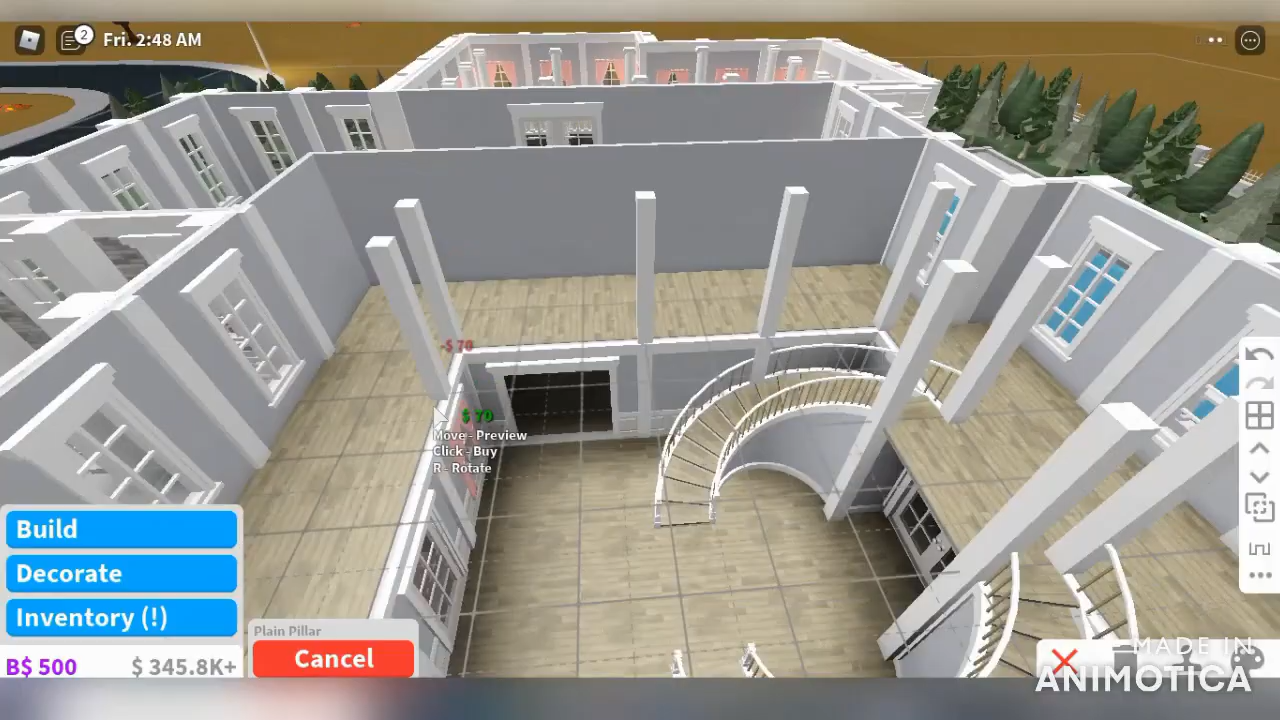 2
Fri. 2:48 AM
-$ 70
$ 70
Move - Preview
Click - Buy
R - Rotate
Build
Decorate
Inventory (!)
Plain Pillar
Cancel
B$ 500
$ 345.8K+
MADE IN
ANIMOTICA